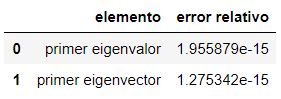 elemento error relativo
0 primer eigenvalor 1.955879e-15
1 primer eigenvector 1.275342e-15